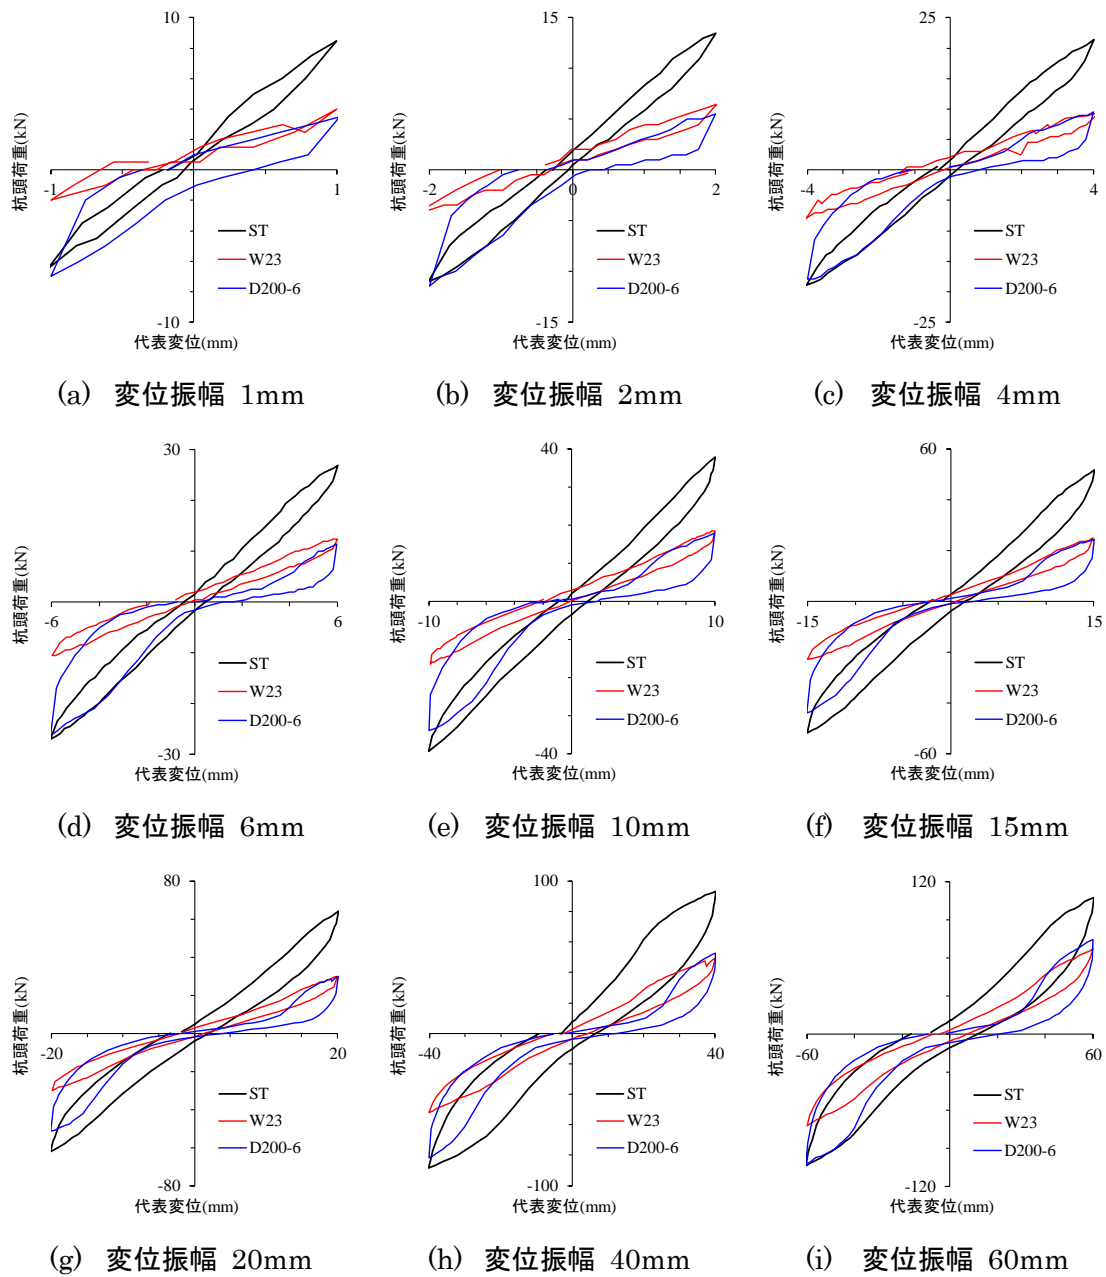 10
杭頭荷重(kN)
-1
1
ST
W23
D200-6
-10
代表変位(mm)
(a) 変位振幅 1mm
15
杭頭荷重(kN)
-2
0
2
ST
W23
D200-6
-15
代表変位(mm)
(b) 変位振幅 2mm
25
杭頭荷重(kN)
-4
4
ST
W23
D200-6
-25
代表変位(mm)
(c) 変位振幅 4mm
30
杭頭荷重(kN)
-6
6
ST
W23
D200-6
-30
代表変位(mm)
(d) 変位振幅 6mm
40
杭頭荷重(kN)
-10
10
ST
W23
D200-6
-40
代表変位(mm)
(e) 変位振幅 10mm
60
杭頭荷重(kN)
-15
15
ST
W23
D200-6
-60
代表変位(mm)
(f) 変位振幅 15mm
80
杭頭荷重(kN)
-20
20
ST
W23
D200-6
-80
代表変位(mm)
(g) 変位振幅 20mm
100
杭頭荷重(kN)
-40
40
ST
W23
D200-6
-100
代表変位(mm)
(h) 変位振幅 40mm
120
杭頭荷重(kN)
-60
60
ST
W23
D200-6
-120
代表変位(mm)
(i) 変位振幅 60mm